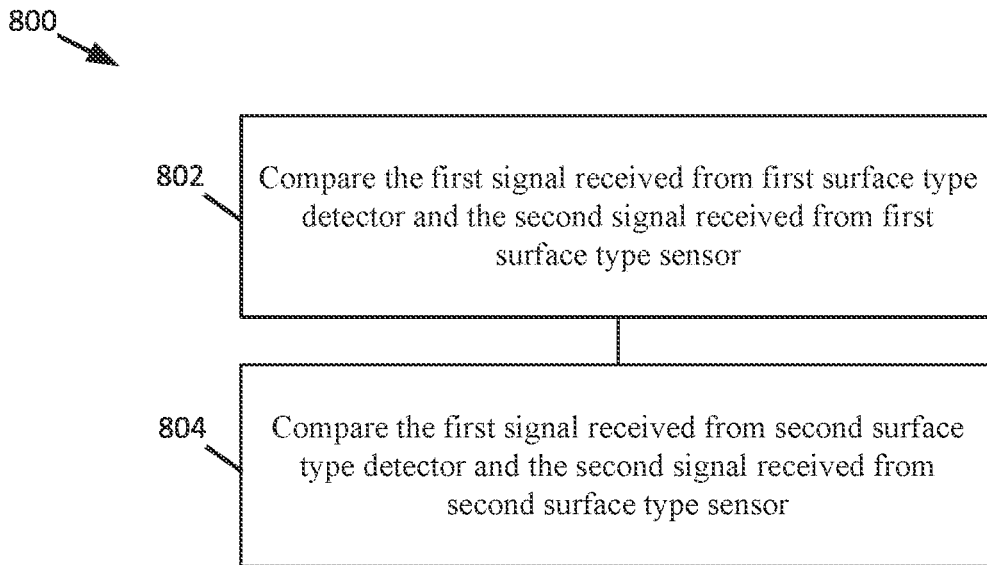 800
802
Compare the first signal received from first surface type
detector and the second signal received from first
surface type sensor
804
Compare the first signal received from second surface
type detector and the second signal received from
second surface type sensor